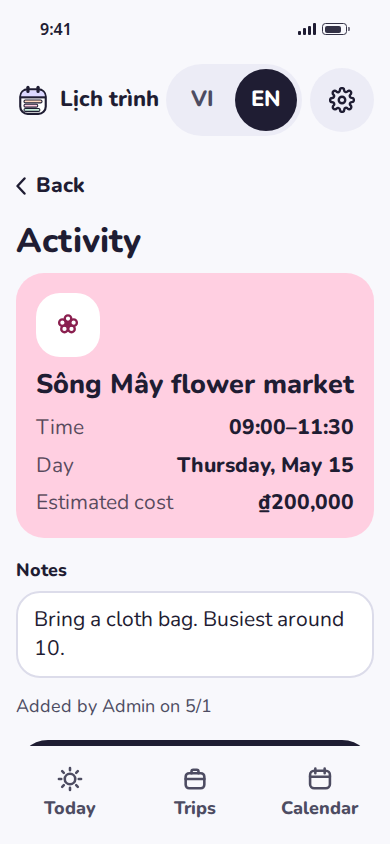 9:41
Lịch trình
VI
EN
Back
Activity
Sông Mây flower market
Time
09:00–11:30
Day
Thursday, May 15
Estimated cost
₫200,000
Notes
Bring a cloth bag. Busiest around
10.
Added by Admin on 5/1
Today
Trips
Calendar